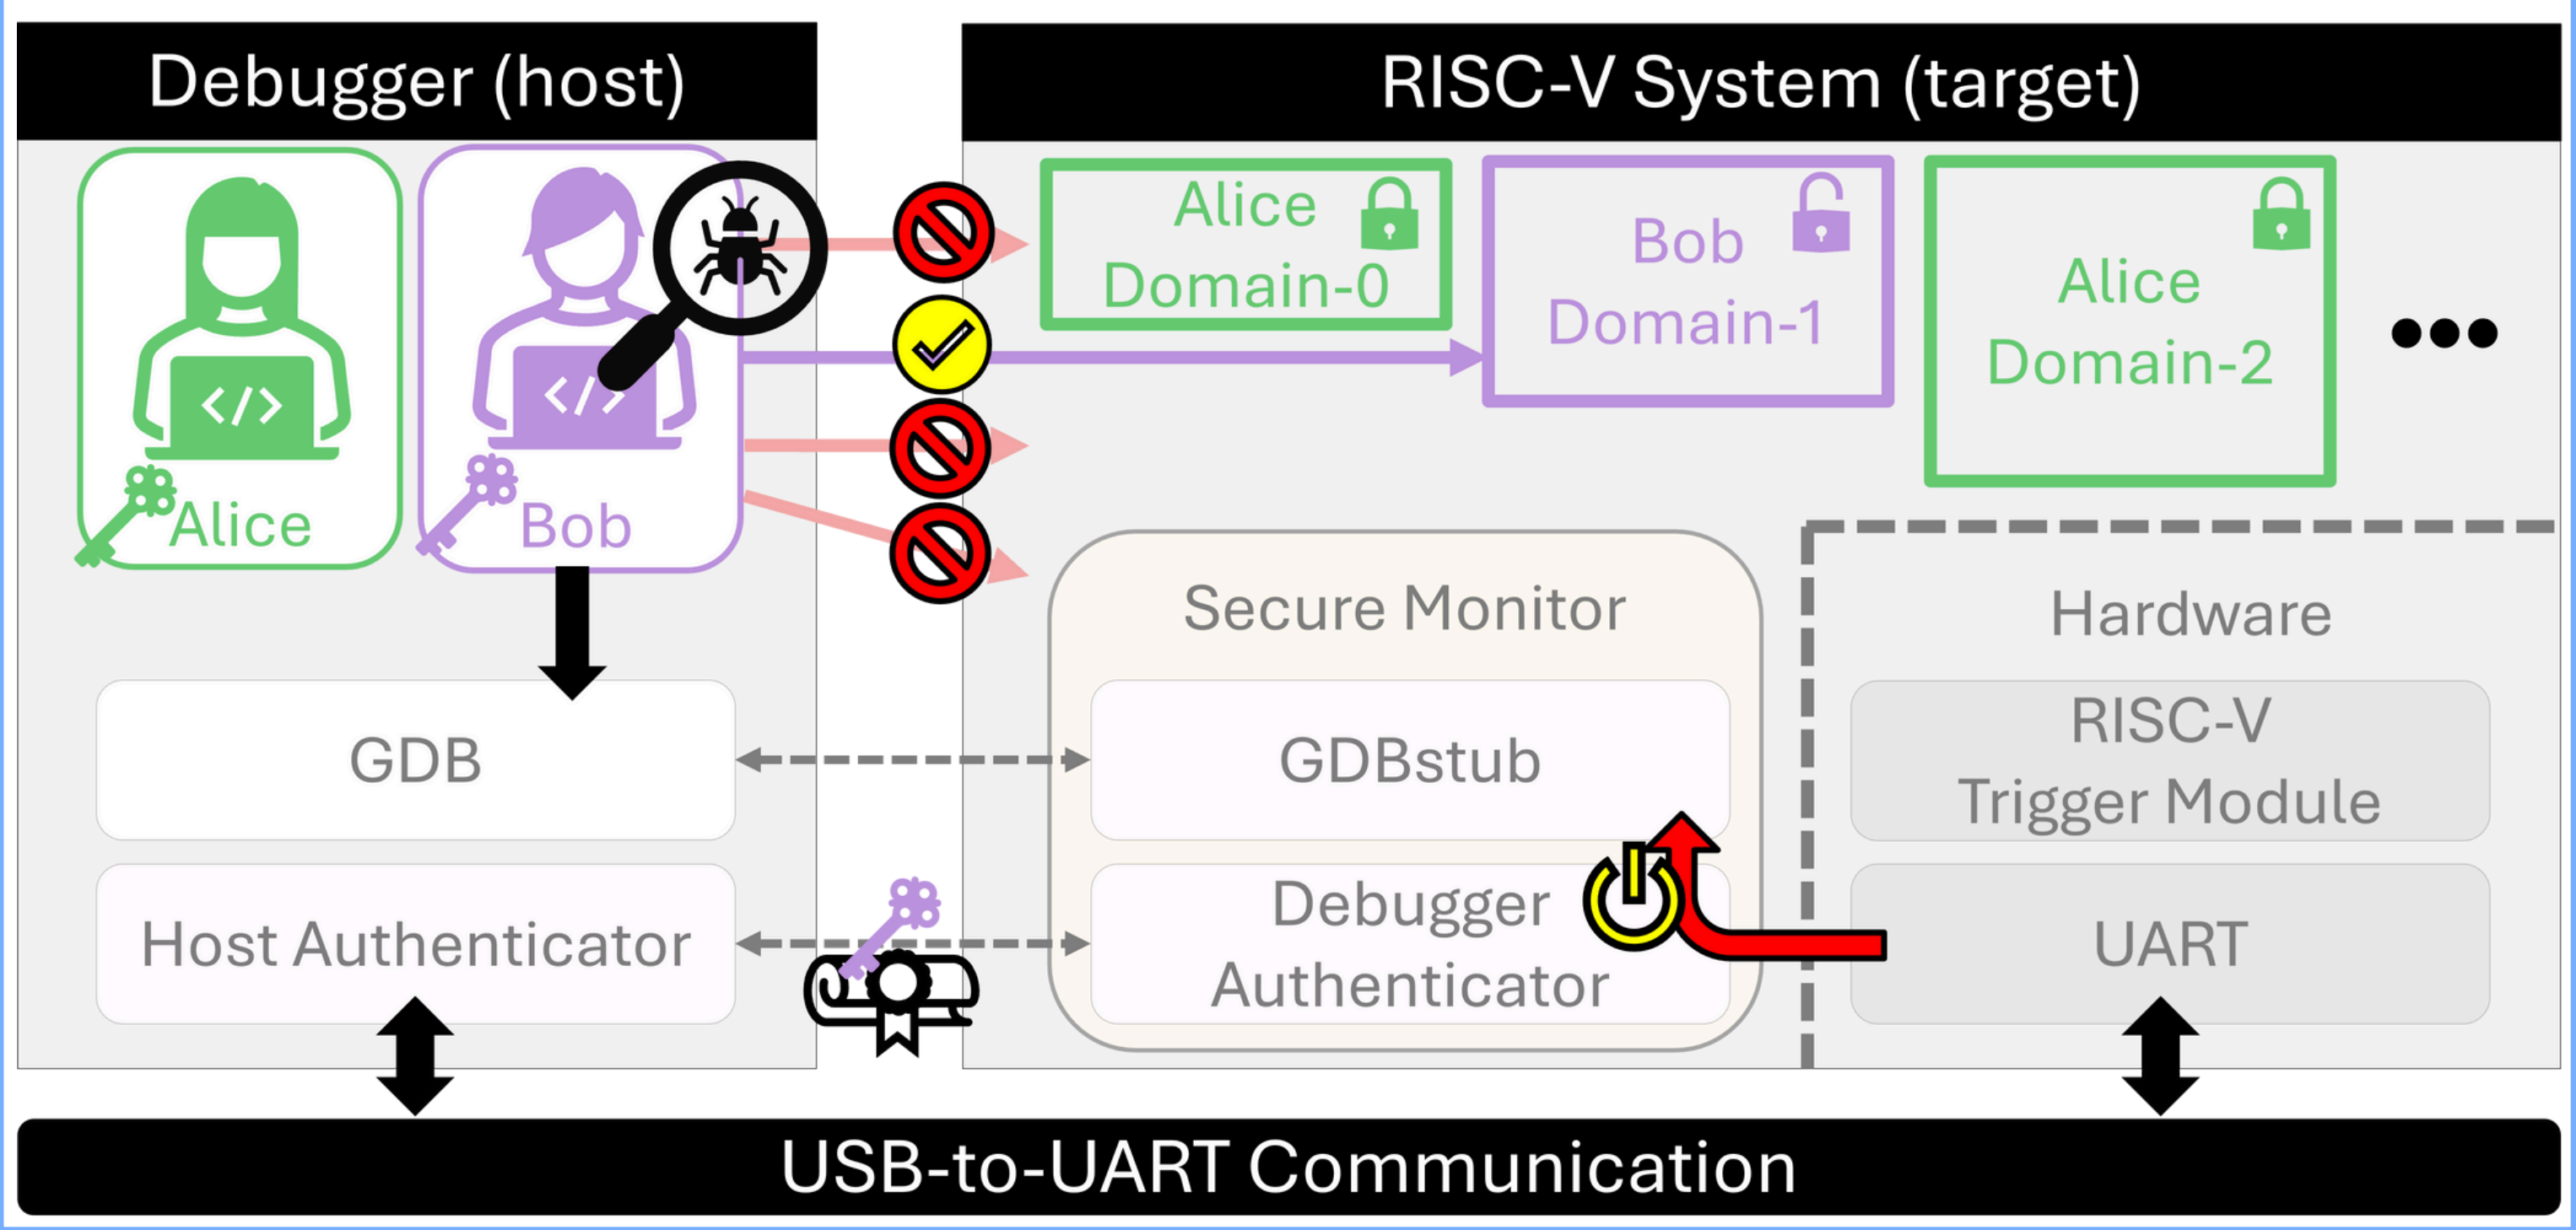 Debugger (host)
RISC-V System (target)
Alice
Bob
</>
</>
Alice
Domain-0
Bob
Domain-1
Alice
Domain-2
GDB
Host Authenticator
Secure Monitor
GDBstub
Debugger
Authenticator
Hardware
RISC-V
Trigger Module
UART
USB-to-UART Communication